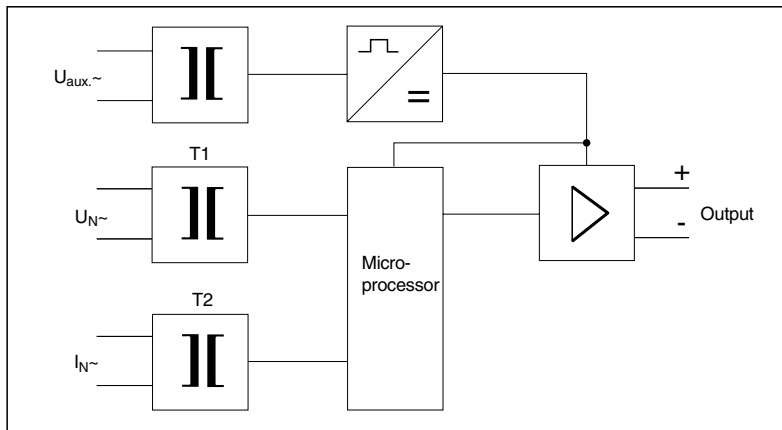 Uaux.~
T1
UN~
Micro-
processor
+
-
Output
T2
IN~